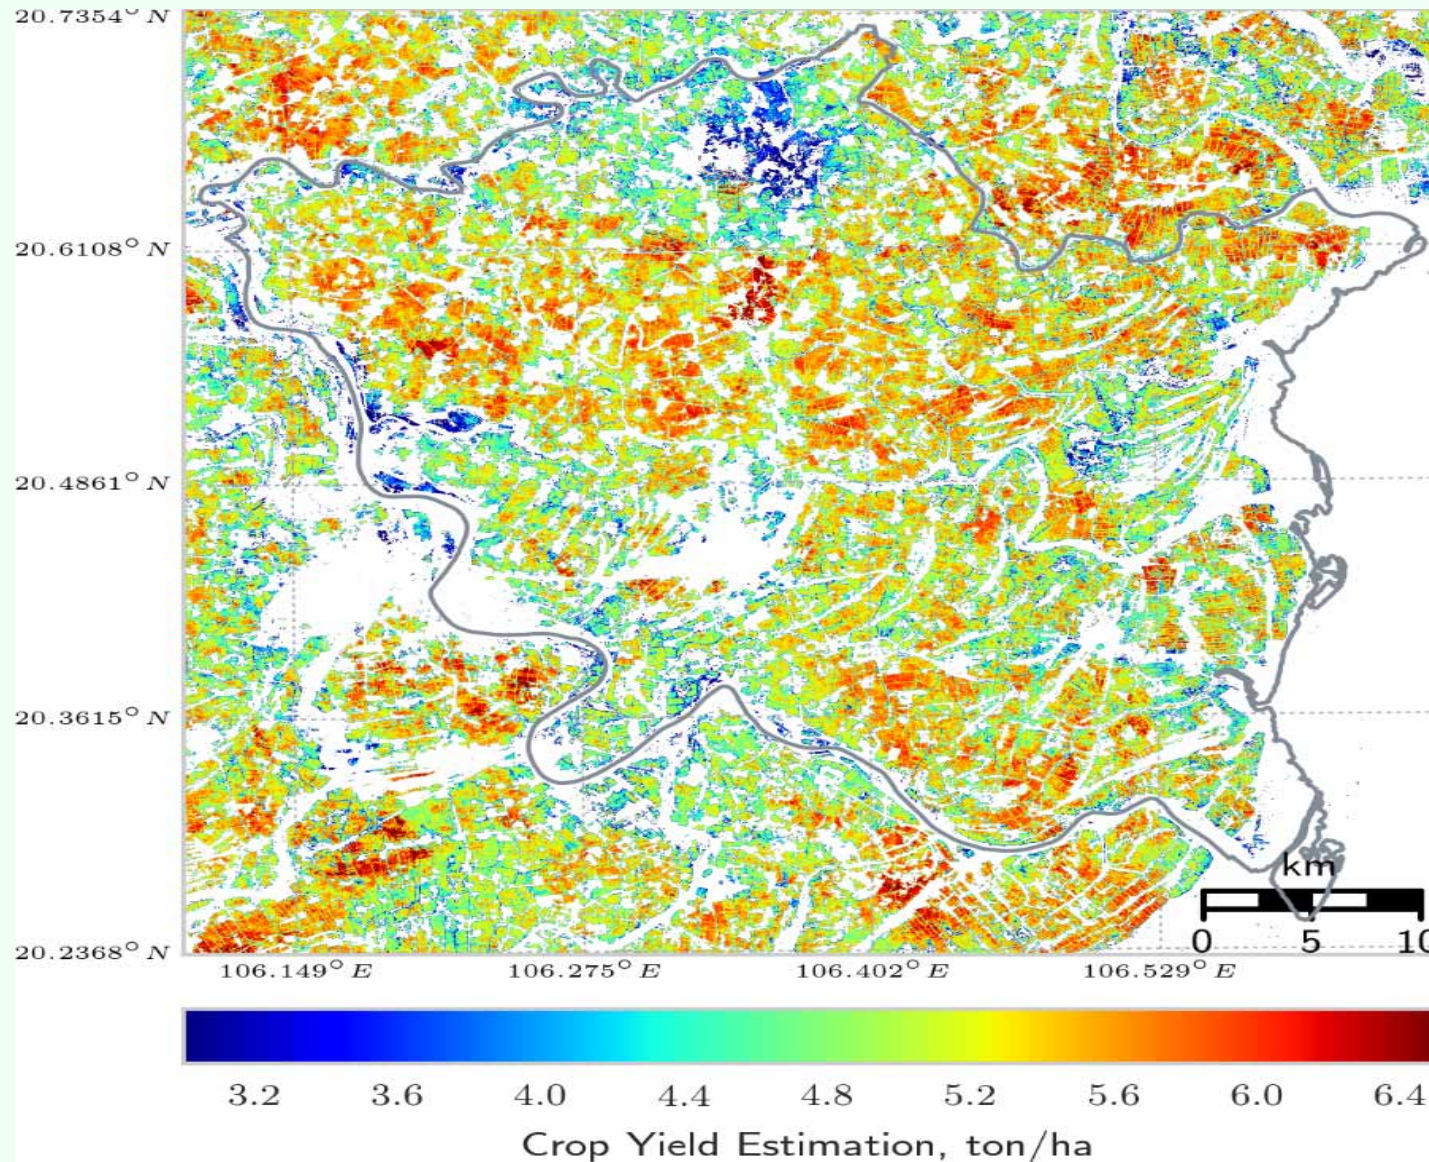 20.7354° N
20.6108° N
20.4861° N
20.3615° N
20.2368° N
km
0 5 10
106.149° E 106.275° E 106.402° E 106.529° E
3.2 3.6 4.0 4.4 4.8 5.2 5.6 6.0 6.4
Crop Yield Estimation, ton/ha